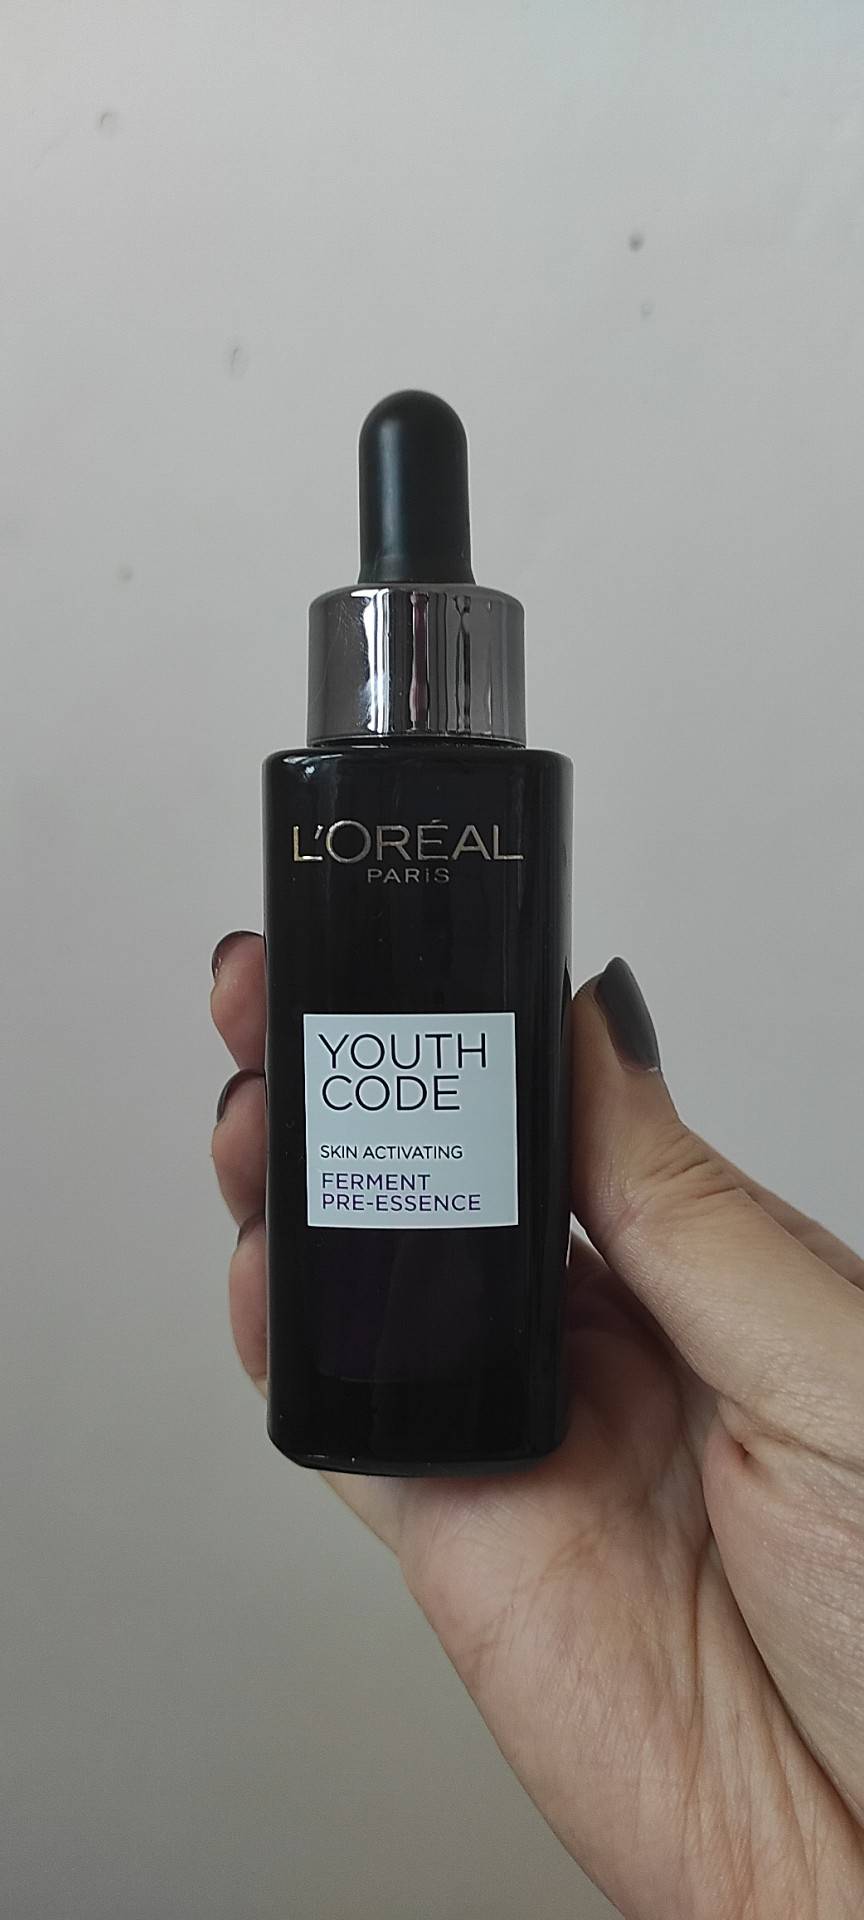 L'ORÉAL
PARIS
YOUTH
CODE
SKIN ACTIVATING
FERMENT
PRE-ESSENCE